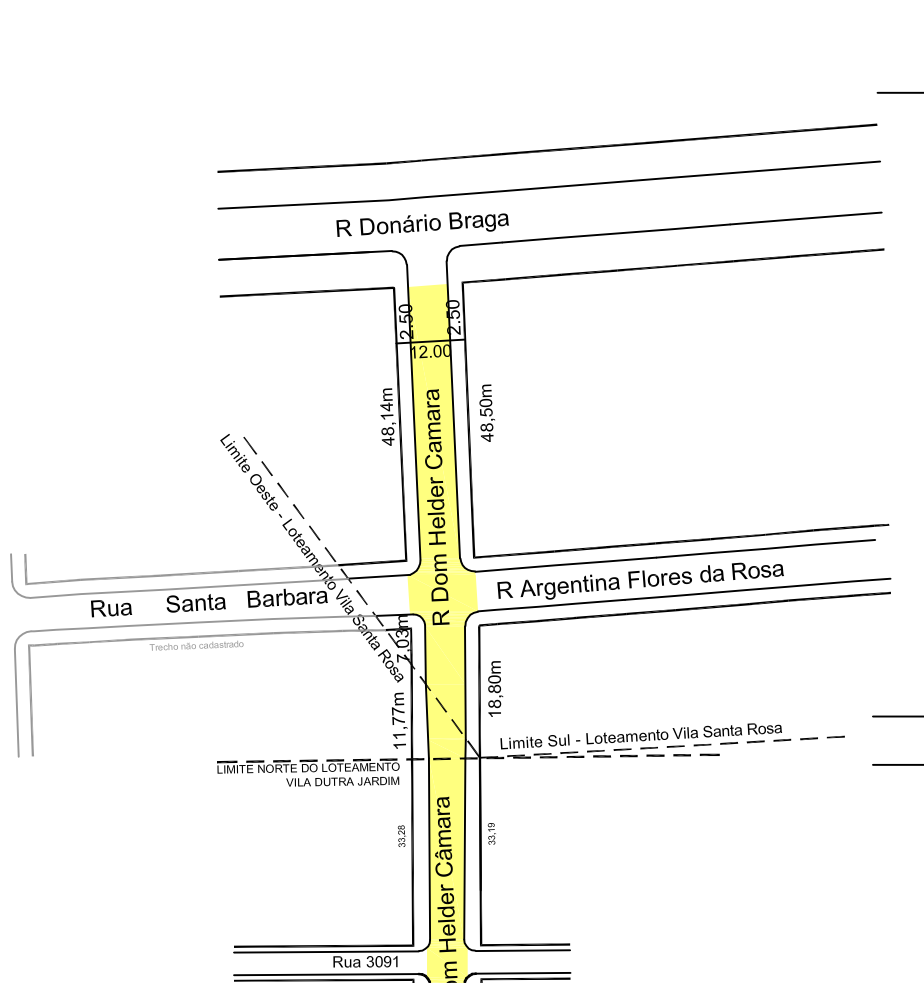 R Donário Braga
2.50
2.50
12.00
48,14m
48,50m
R Dom Helder Camara
Limite Oeste - Loteamento Vila Santa Rosa
Rua Santa Barbara
R Argentina Flores da Rosa
Trecho não cadastrado
7,03m
11,77m
18,80m
Limite Sul - Loteamento Vila Santa Rosa
LIMITE NORTE DO LOTEAMENTO
VILA DUTRA JARDIM
33,28
33,19
om Helder Câmara
Rua 3091